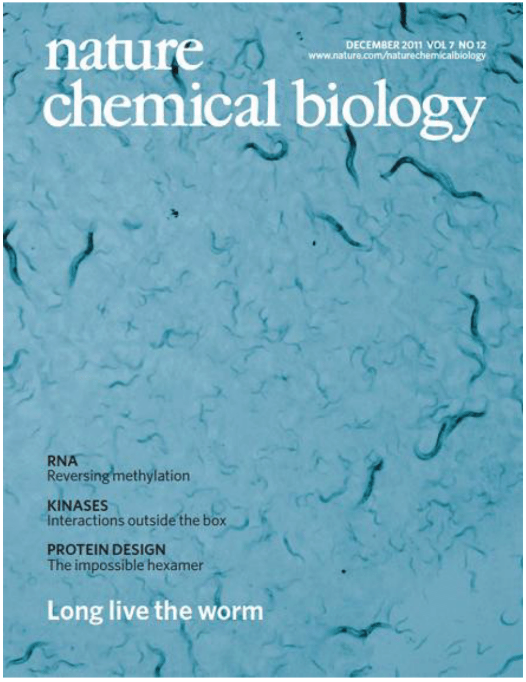 nature
chemical biology
DECEMBER 2011 VOL 7 NO 12
www.nature.com/naturechemicalbiology
RNA
Reversing methylation
KINASES
Interactions outside the box
PROTEIN DESIGN
The impossible hexamer
Long live the worm